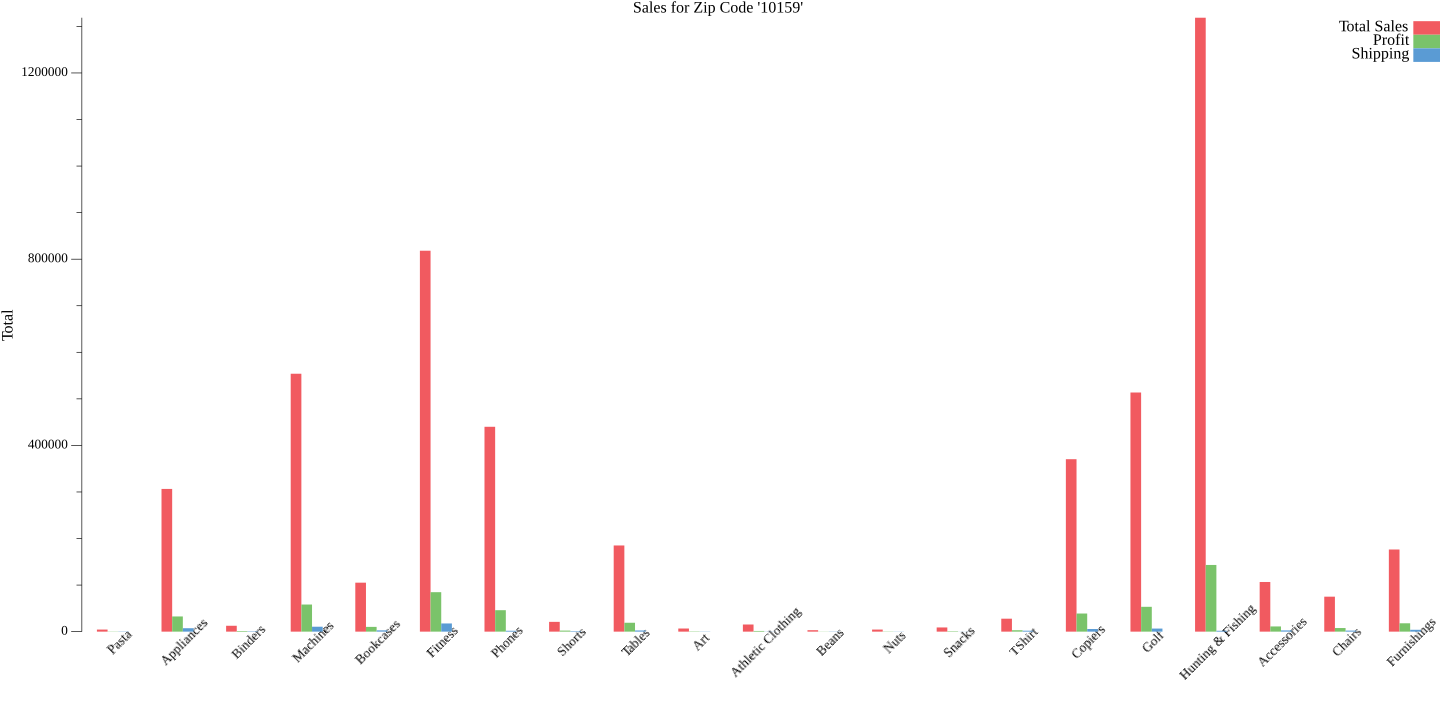 Sales for Zip Code '10159'
Total Sales
Profit
Shipping
1200000
800000
400000
0
Total
Pasta
Appliances
Binders
Machines
Bookcases
Fitness
Phones
Shorts
Tables
Art
Athletic Clothing
Beans
Nuts
Snacks
TShirt
Copiers
Golf
Hunting & Fishing
Accessories
Chairs
Furnishings